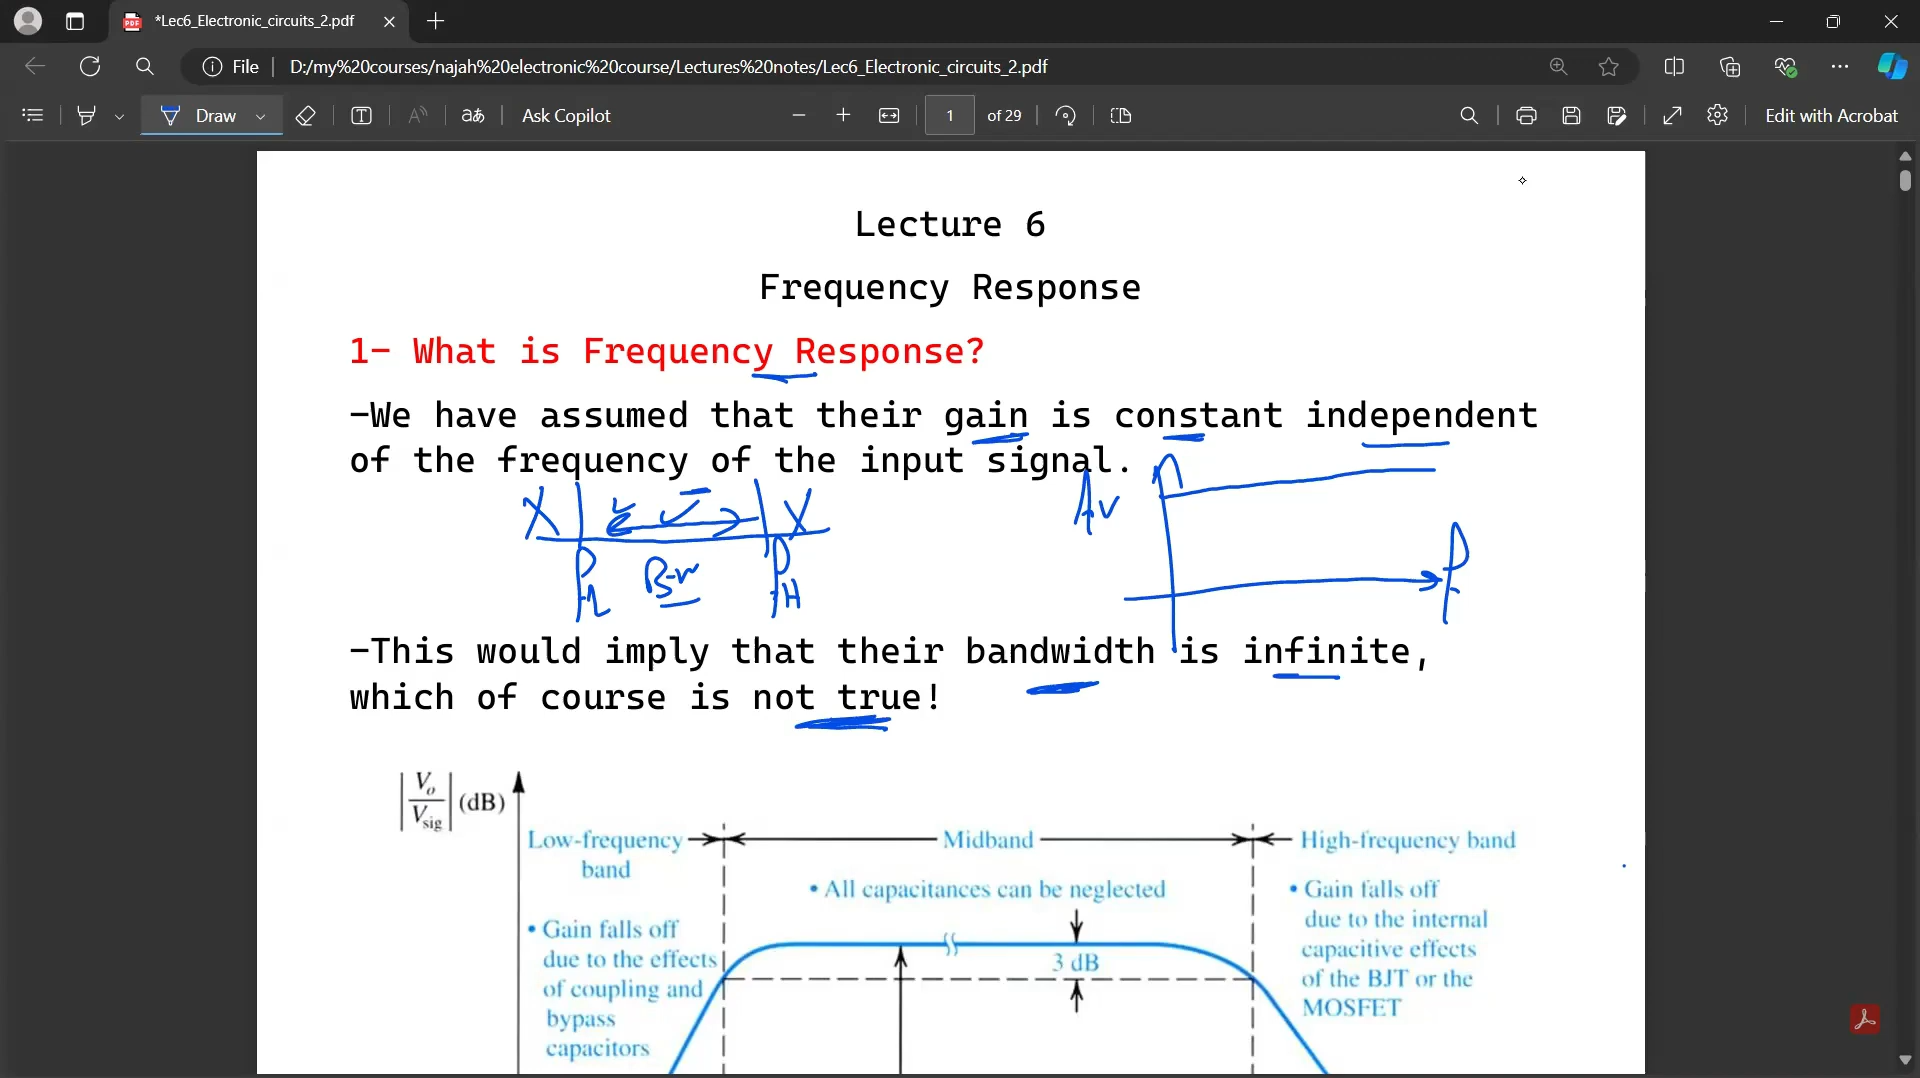 *Lec6_Electronic_circuits_2.pdf
File
D:/my%20courses/najah%20electronic%20course/Lectures%20notes/Lec6_Electronic_circuits_2.pdf
Draw
aあ
Ask Copilot
1 of 29
Edit with Acrobat
Lecture 6
Frequency Response
1- What is Frequency Response?
-We have assumed that their gain is constant independent
of the frequency of the input signal.
X X
Av
f
fL B-w fH
-This would imply that their bandwidth is infinite,
which of course is not true!
|Vo/Vsig| (dB)
Low-frequency
band
Midband
High-frequency band
• All capacitances can be neglected
• Gain falls off
due to the effects
of coupling and
bypass
capacitors
3 dB
• Gain falls off
due to the internal
capacitive effects
of the BJT or the
MOSFET